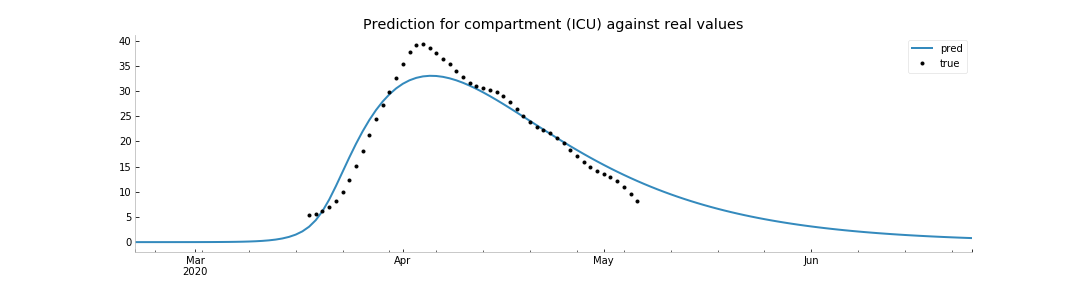 Prediction for compartment (ICU) against real values
40
35
30
25
20
15
10
5
0
pred
true
Mar
2020
Apr
May
Jun